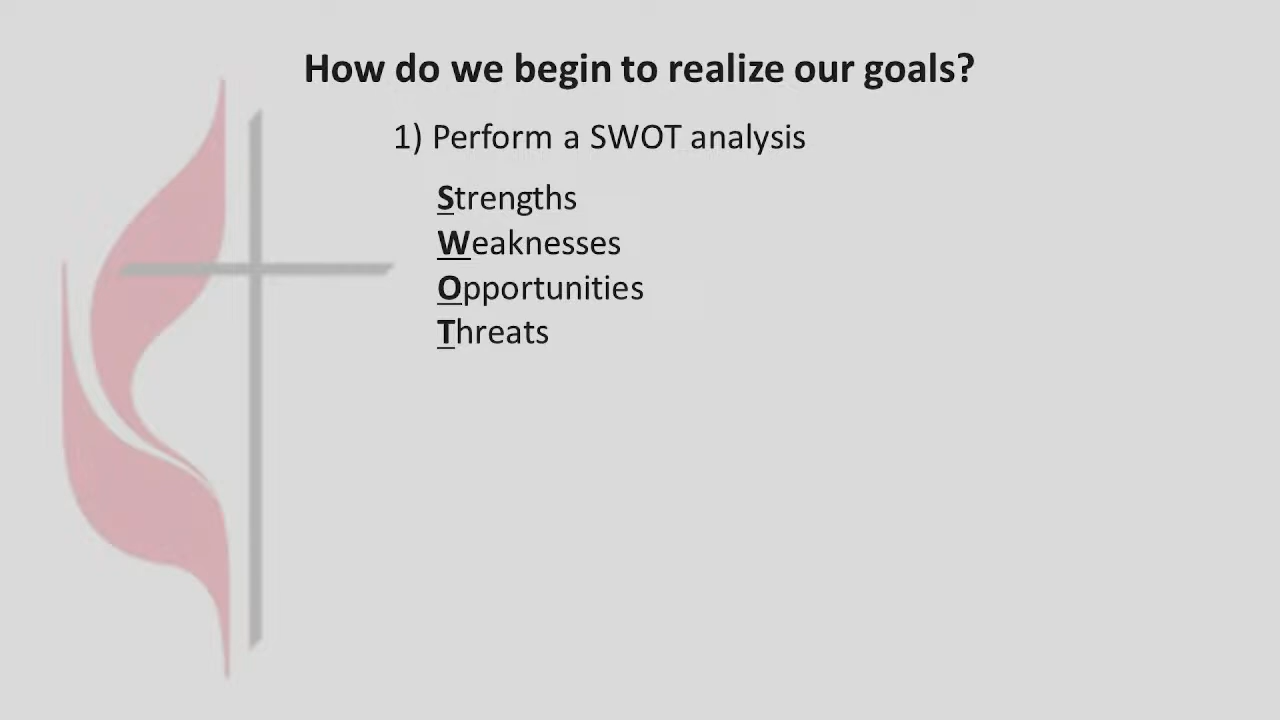 How do we begin to realize our goals?
1) Perform a SWOT analysis
Strengths
Weaknesses
Opportunities
Threats